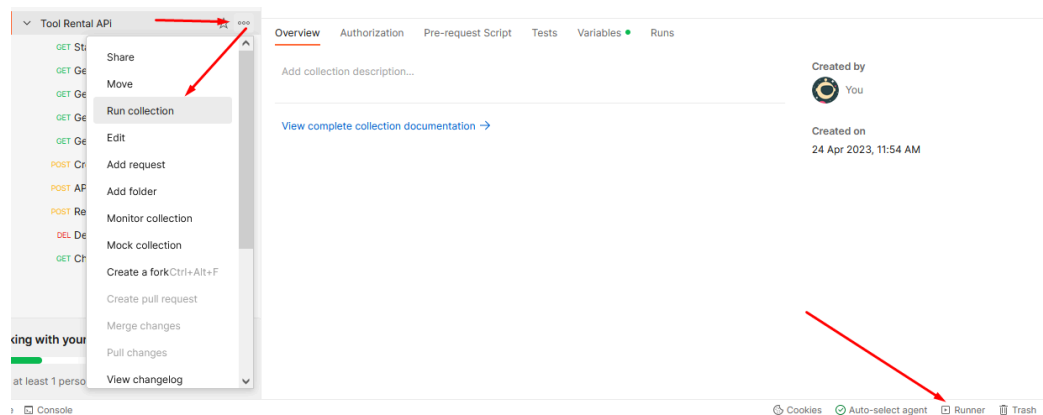 Tool Rental APi
GET Sta
GET Ge
GET Ge
GET Ge
GET Ge
POST Cr
POST AP
POST Re
DEL De
GET Ch
Share
Move
Run collection
Edit
Add request
Add folder
Monitor collection
Mock collection
Create a fork Ctrl+Alt+F
Create pull request
Merge changes
Pull changes
View changelog
king with your
at least 1 perso
Overview Authorization Pre-request Script Tests Variables Runs
Add collection description...
View complete collection documentation →
Created by
You
Created on
24 Apr 2023, 11:54 AM
Console
Cookies Auto-select agent Runner Trash